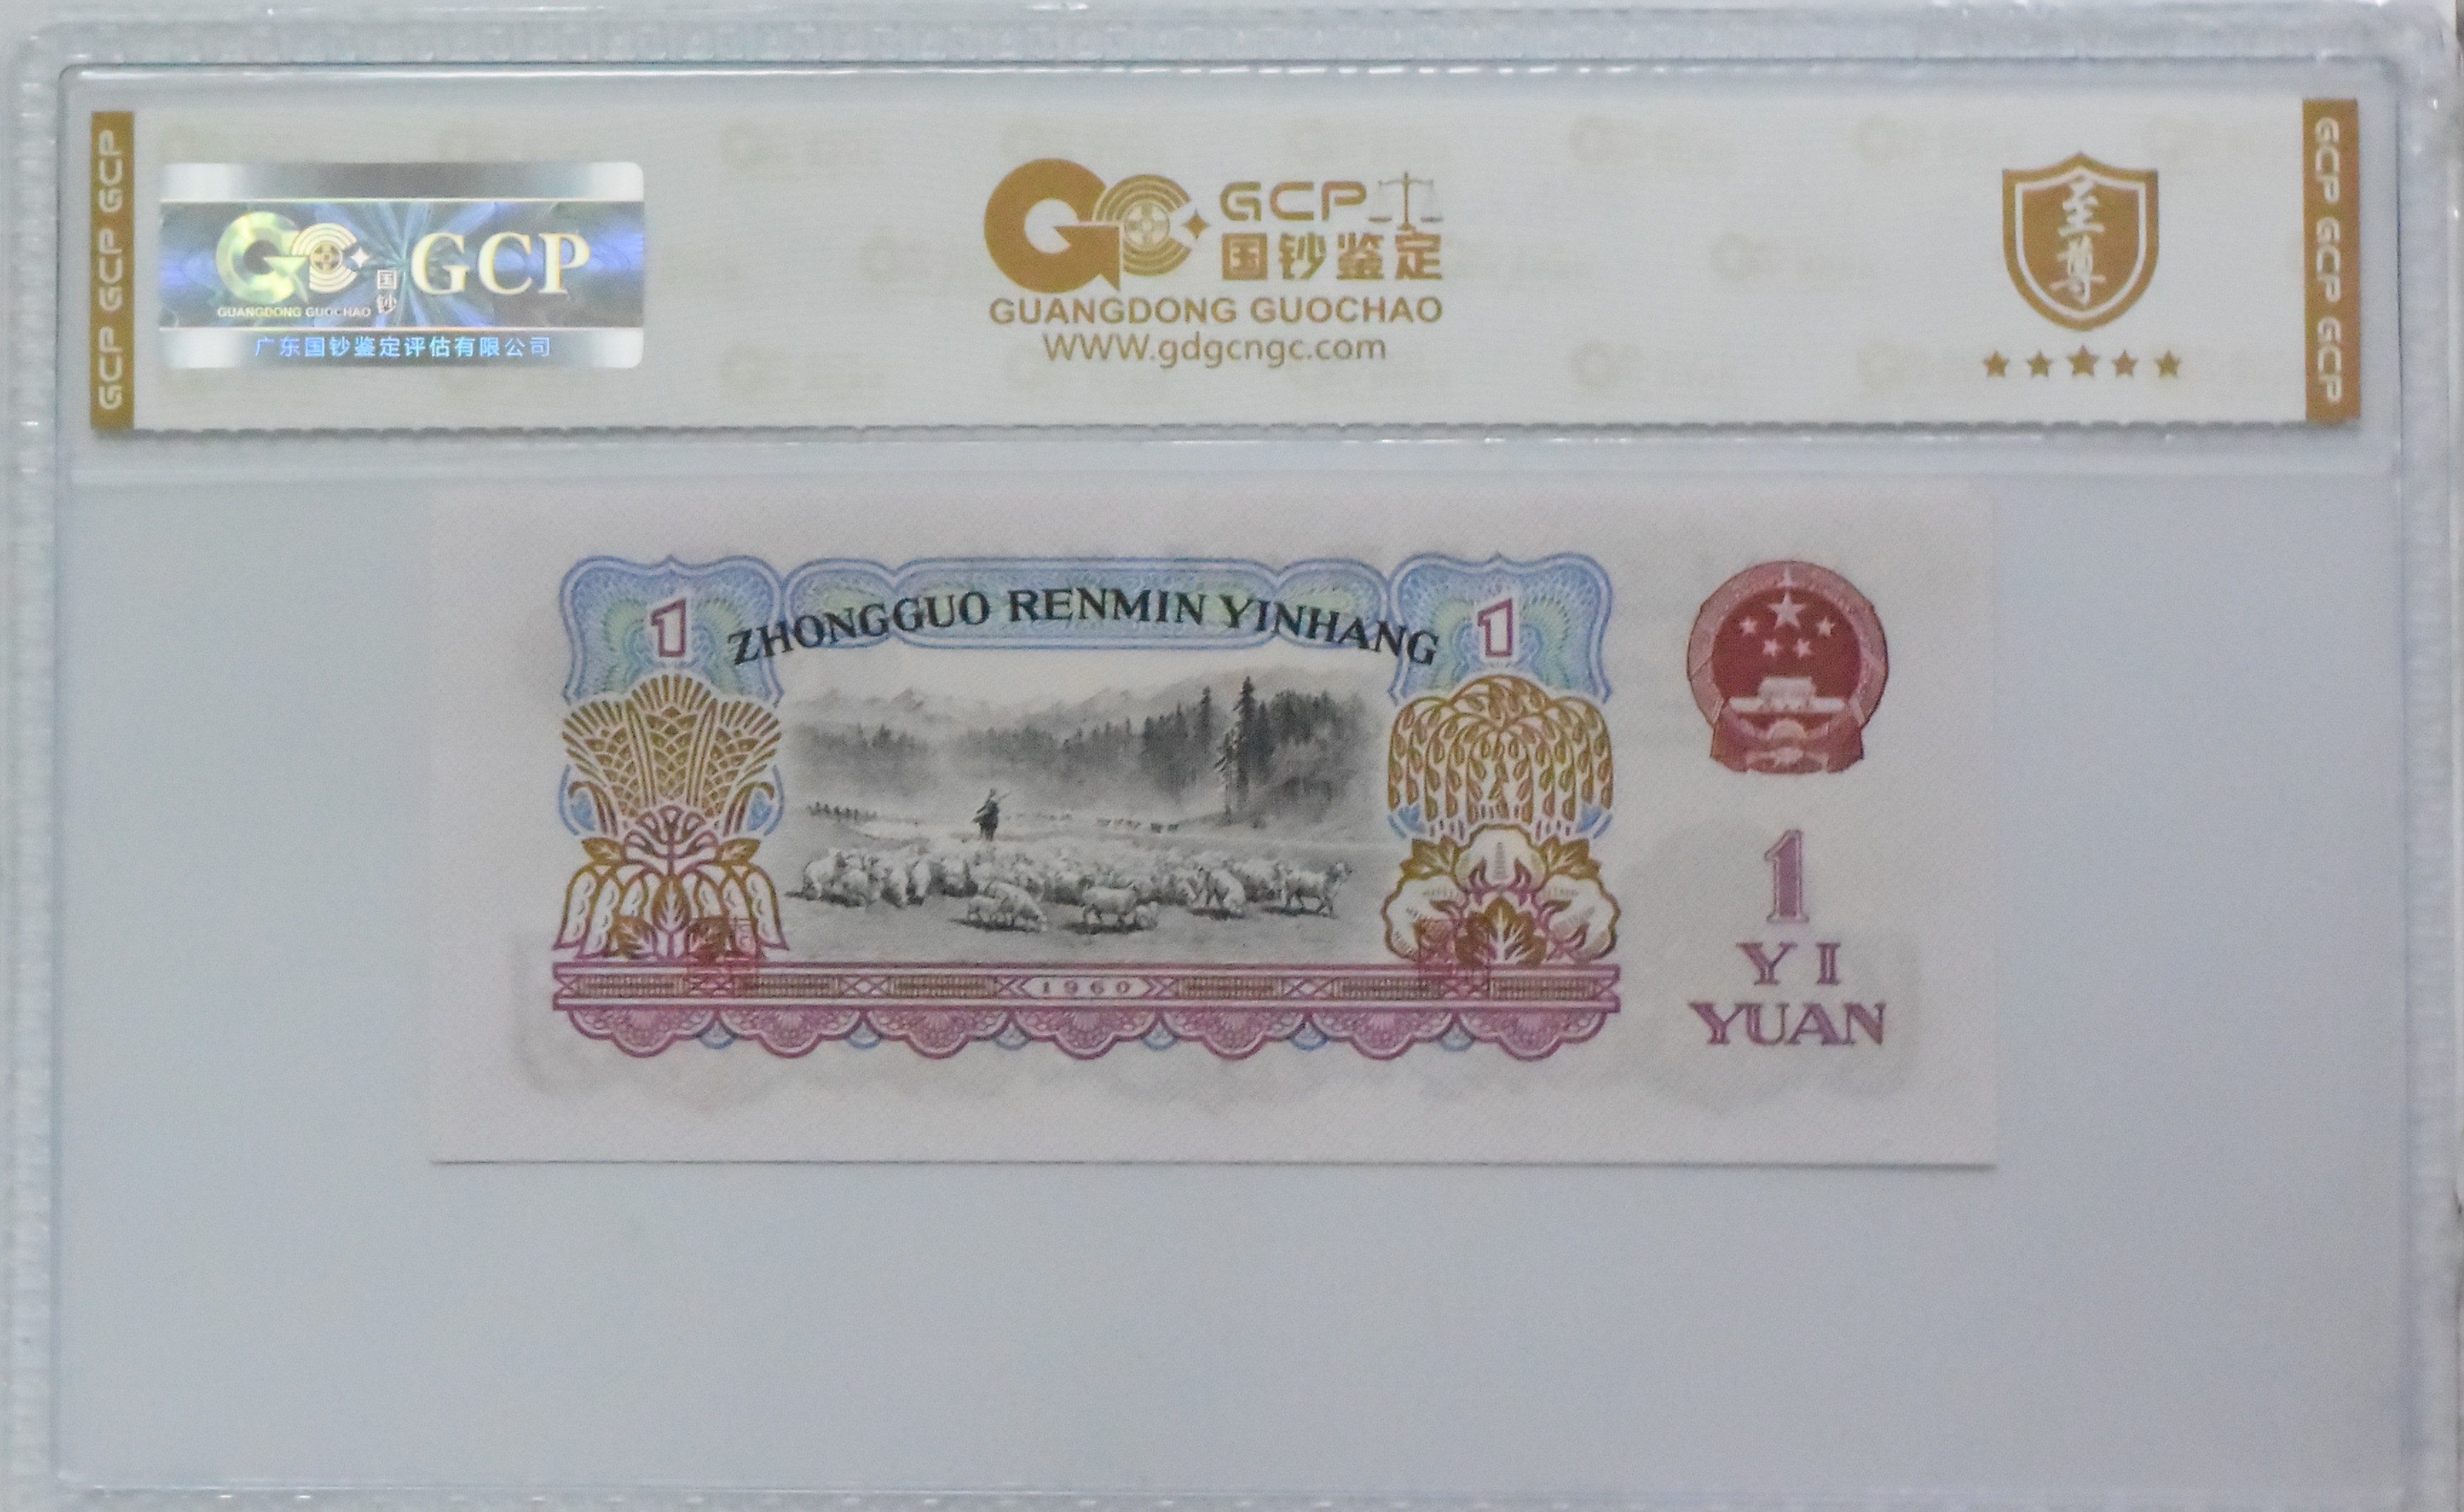 GCP GCP GCP
GCP
国钞
GUANGDONG GUOCHAO
广东国钞鉴定评估有限公司
GCP
国钞鉴定
GUANGDONG GUOCHAO
WWW.gdgcngc.com
至尊
GCP GCP GCP
1
ZHONGGUO RENMIN YINHANG
1
1960
1
YI
YUAN